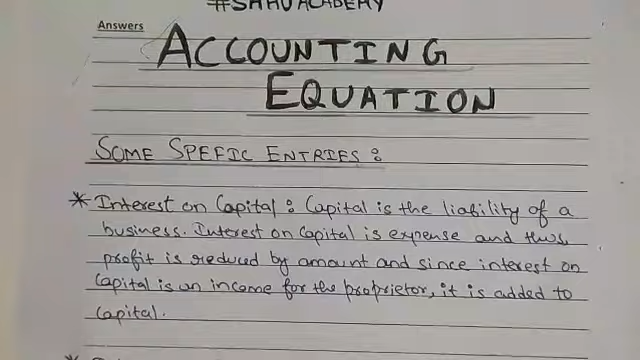 Answers
ACCOUNTING
EQUATION
SOME SPEFIC ENTRIES :
* Interest on Capital : Capital is the liability of a
business. Interest on Capital is expense and thus,
profit is reduced by amount and since interest on
Capital is an income for the proprietor, it is added to
Capital.